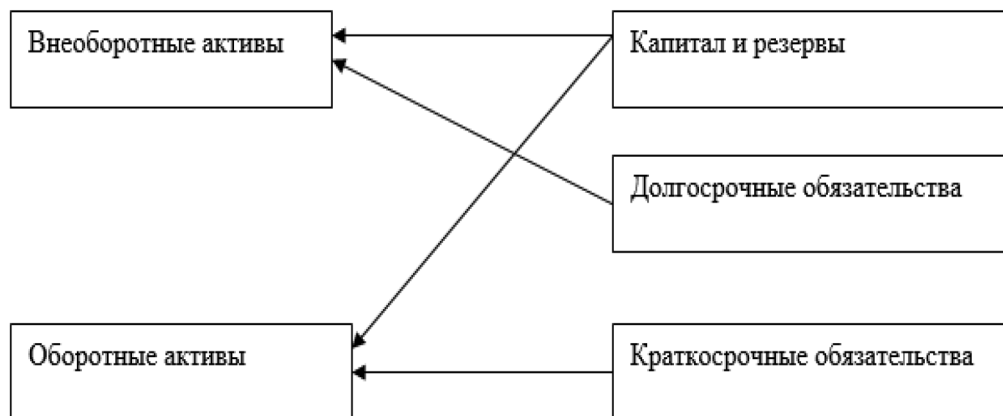 Внеоборотные активы
Капитал и резервы
Долгосрочные обязательства
Оборотные активы
Краткосрочные обязательства